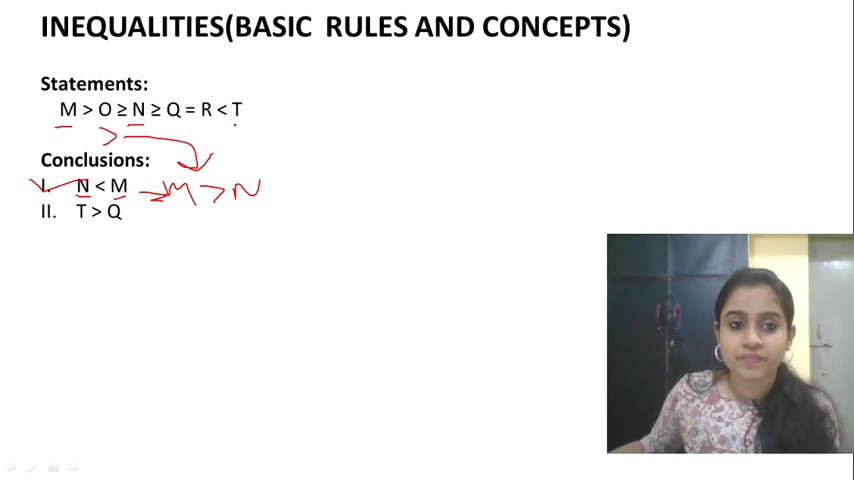 INEQUALITIES(BASIC RULES AND CONCEPTS)
Statements:
M > O ≥ N ≥ Q = R < T
>
Conclusions:
I. N < M → M > N
II. T > Q